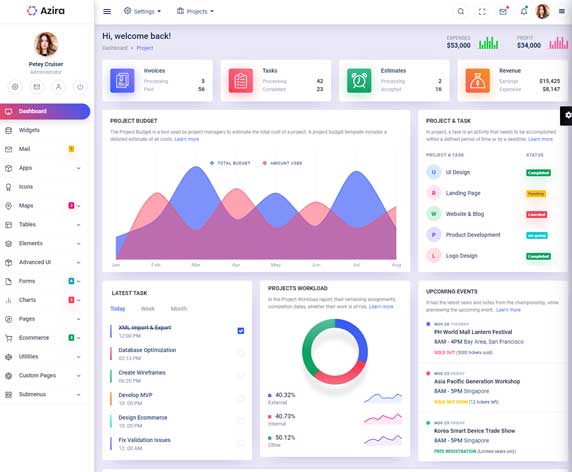 Azira
Settings
Projects
Petey Cruiser
Administrator
Dashboard
Widgets
Mail
Apps
Icons
Maps
Tables
Elements
Advanced UI
Forms
Charts
Pages
Ecommerce
Utilities
Custom Pages
Submenus
Hi, welcome back!
Dashboard - Project
EXPENSES
$53,000
PROFIT
$34,000
Invoices
Processing 5
Paid 56
Tasks
Processing 42
Completed 23
Estimates
Processing 2
Accepted 16
Revenue
Earnings $15,425
Expensive $8,147
PROJECT BUDGET
The Project Budget is a tool used by project managers to estimate the total cost of a project. A project budget template includes a
detailed estimate of all costs. Learn more
TOTAL BUDGET
AMOUNT USED
Jan Feb Mar Apr May Jun Jul Aug
PROJECT & TASK
In project, a task is an activity that needs to be accomplished
within a defined period of time or by a deadline. Learn more
PROJECT & TASK STATUS
U UI Design Completed
R Landing Page Pending
W Website & Blog Canceled
P Product Development on-going
L Logo Design Completed
LATEST TASK
Today Week Month
XML Import & Export
12:00 PM
Database Optimization
02:13 PM
Create Wireframes
06:20 PM
Develop MVP
10:00 PM
Design Ecommerce
10:00 PM
Fix Validation Issues
12:00 AM
PROJECTS WORKLOAD
In the Project Workload report, their remaining assignments,
completion dates, whether their work is at-risk. Learn more
40.32%
External
40.73%
Internal
50.12%
Other
UPCOMING EVENTS
It has the latest news and notes from the championship, while
previewing the upcoming event. Learn more
NOV 23 TUESDAY
PH World Mall Lantern Festival
8AM - 4PM Bay Area, San Francisco
SOLD OUT (3000 tickets sold)
NOV 23
Asia Pacific Generation Workshop
8AM - 5PM Singapore
SOLD OUT SOON (12 tickets left)
NOV 23
Korea Smart Device Trade Show
8AM - 5PM Singapore
FREE REGISTRATION (Limited seats only)